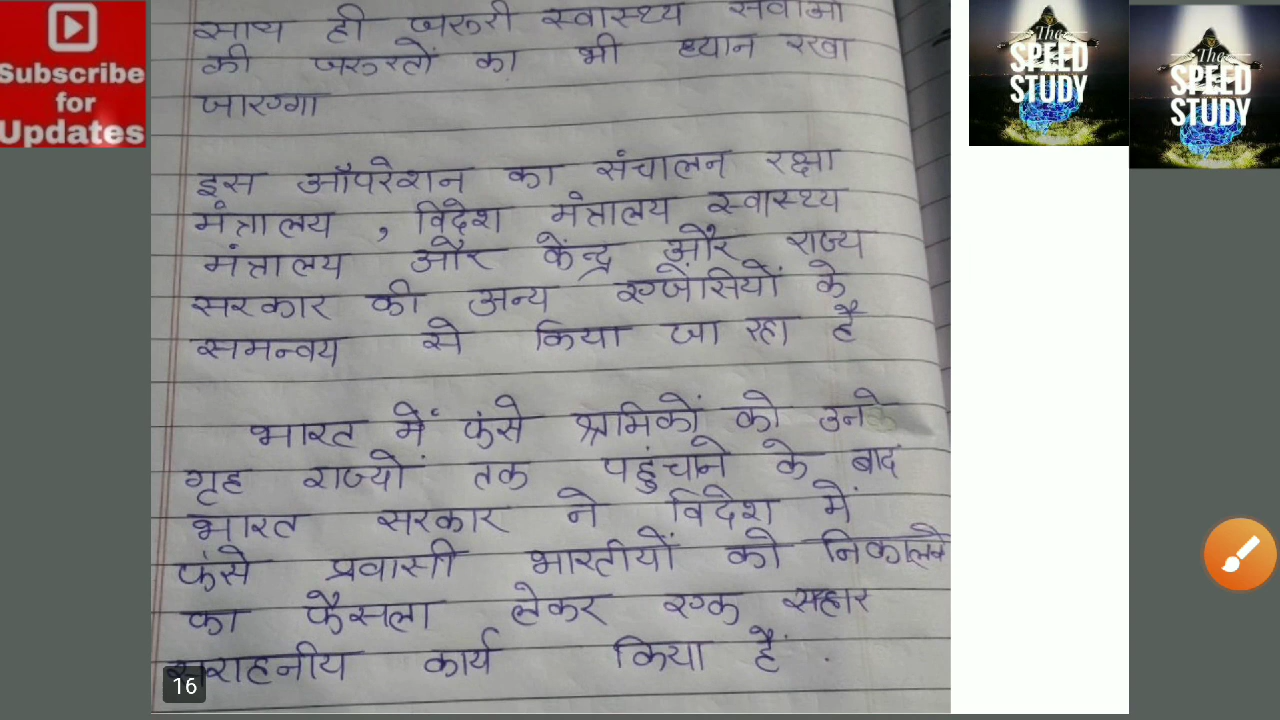 Subscribe
for
Updates
The
SPEED
STUDY
The
SPEED
STUDY
साथ ही जरूरी स्वास्थ्य सेवाओं
की जरूरतों का भी ध्यान रखा
जाएगा
इस ऑपरेशन का संचालन रक्षा
मंत्रालय , विदेश मंत्रालय स्वास्थ्य
मंत्रालय और केंन्द्र और राज्य
सरकार की अन्य एजेंसियों के
समन्वय से किया जा रहा है
भारत में फंसे श्रमिकों को उनके
गृह राज्यों तक पहुंचाने के बाद
भारत सरकार ने विदेश में
फंसे प्रवासी भारतीयों को निकालने
का फैसला लेकर एक
सराहनीय कार्य किया है .
16